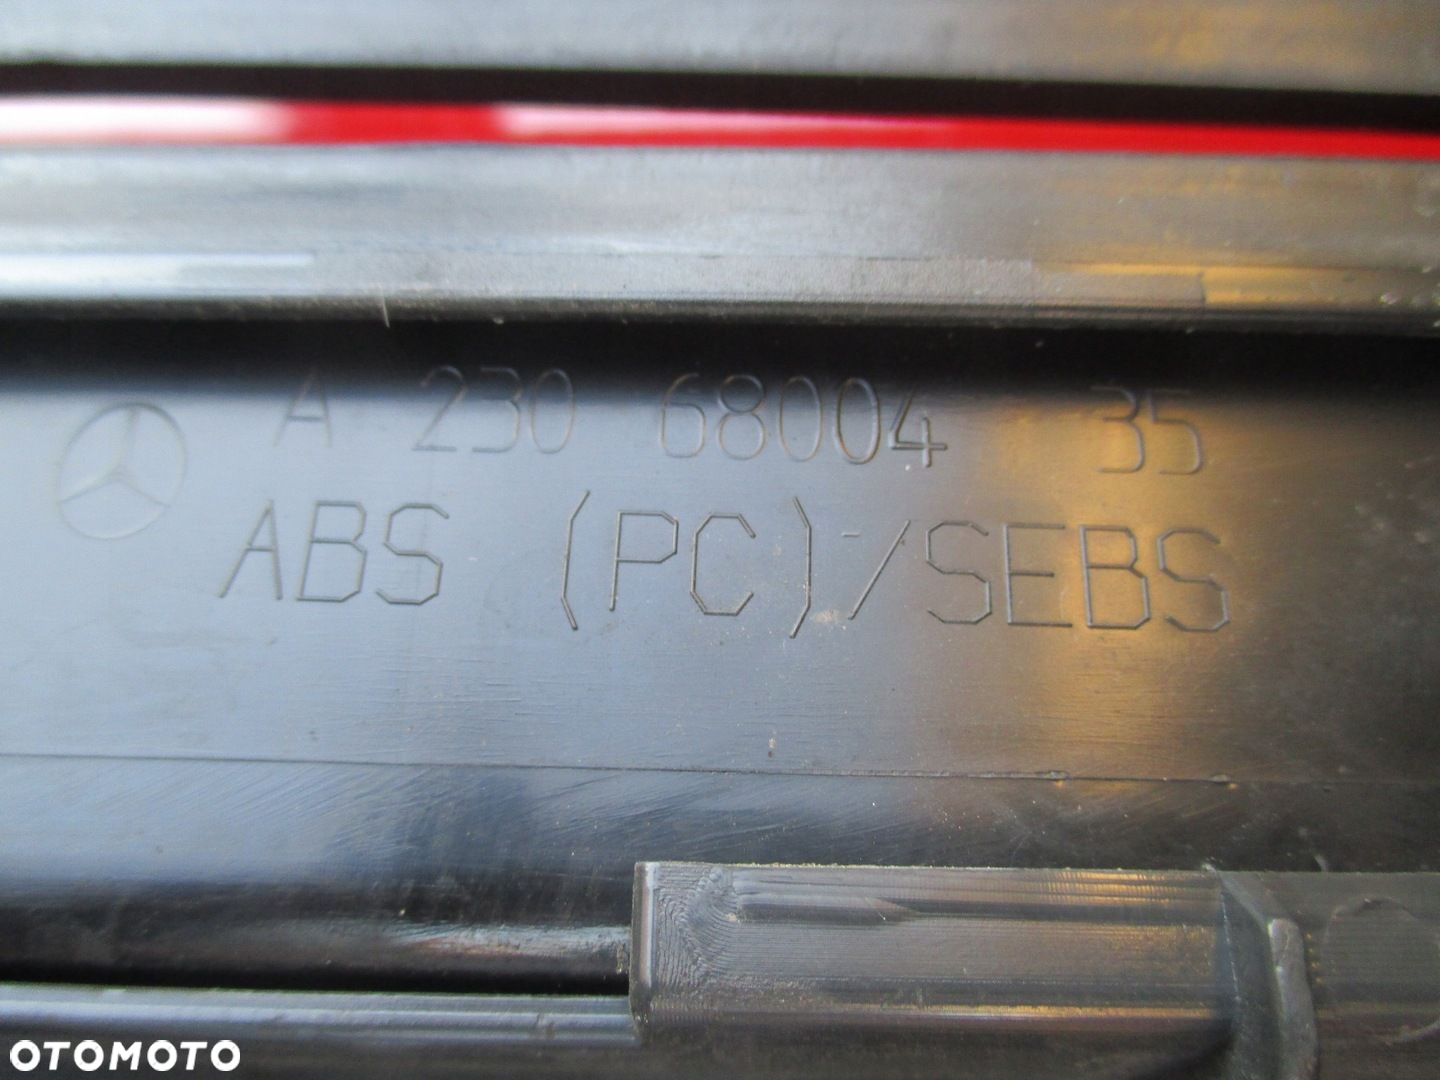 A 230 68004 35
ABS (PC)-/SEBS
OTOMOTO